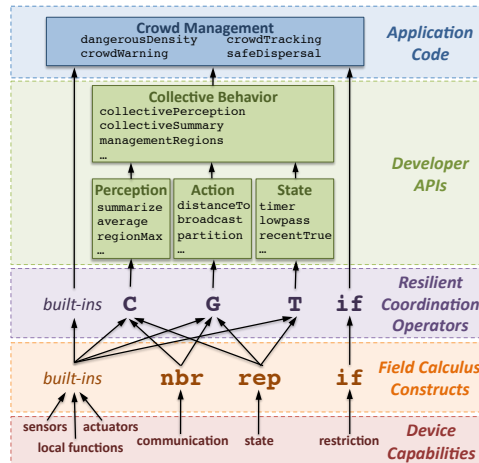 Crowd Management
dangerousDensity crowdTracking
crowdWarning safeDispersal
Application
Code
Collective Behavior
collectivePerception
collectiveSummary
managementRegions
…
Developer
APIs
Perception
summarize
average
regionMax
…
Action
distanceTo
broadcast
partition
…
State
timer
lowpass
recentTrue
…
built-ins C G T if
Resilient
Coordination
Operators
built-ins nbr rep if
Field Calculus
Constructs
sensors actuators
local functions
communication state restriction
Device
Capabilities